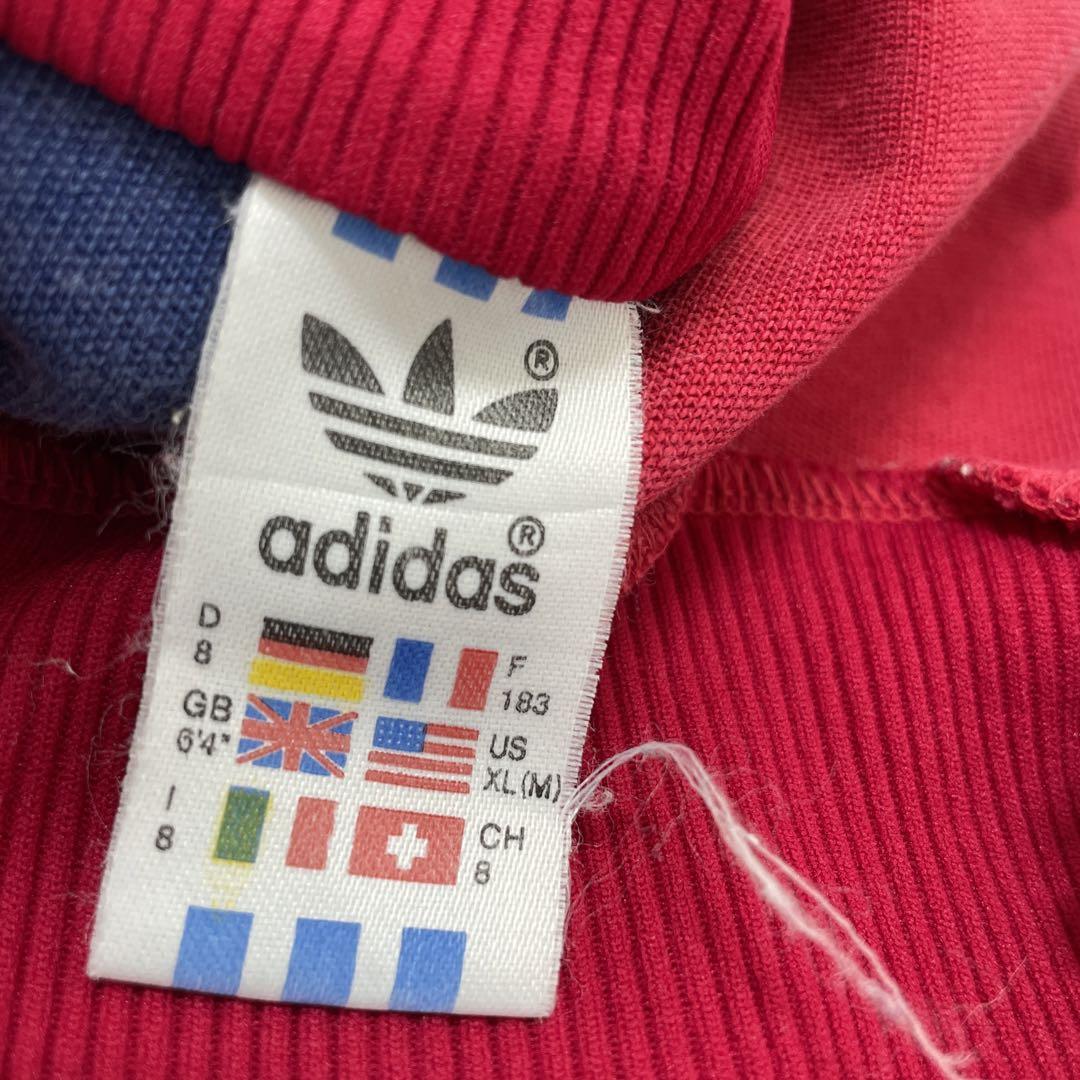 ®
adidas®
D
8
F
183
GB
6'4"
US
XL(M)
I
8
CH
8